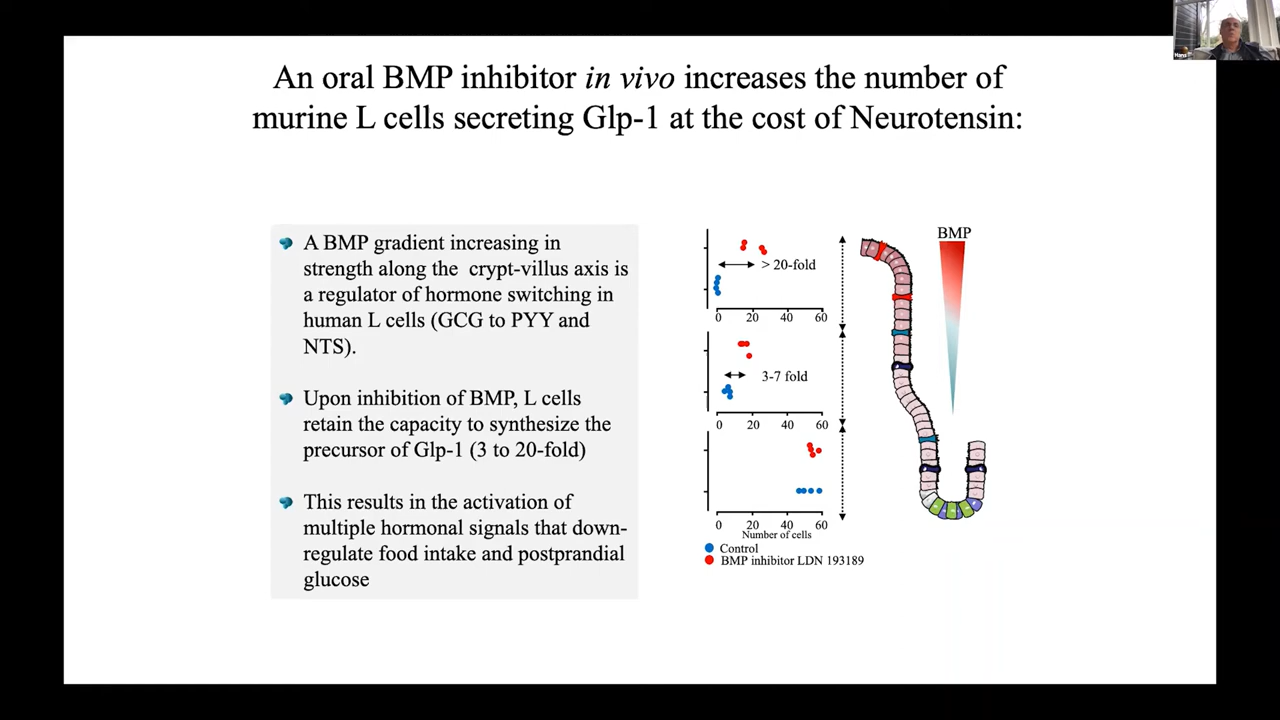 An oral BMP inhibitor in vivo increases the number of
murine L cells secreting Glp-1 at the cost of Neurotensin:
A BMP gradient increasing in
strength along the crypt-villus axis is
a regulator of hormone switching in
human L cells (GCG to PYY and
NTS).
Upon inhibition of BMP, L cells
retain the capacity to synthesize the
precursor of Glp-1 (3 to 20-fold)
This results in the activation of
multiple hormonal signals that down-
regulate food intake and postprandial
glucose
> 20-fold
0 20 40 60
3-7 fold
0 20 40 60
0 20 40 60
Number of cells
Control
BMP inhibitor LDN 193189
BMP
Hans